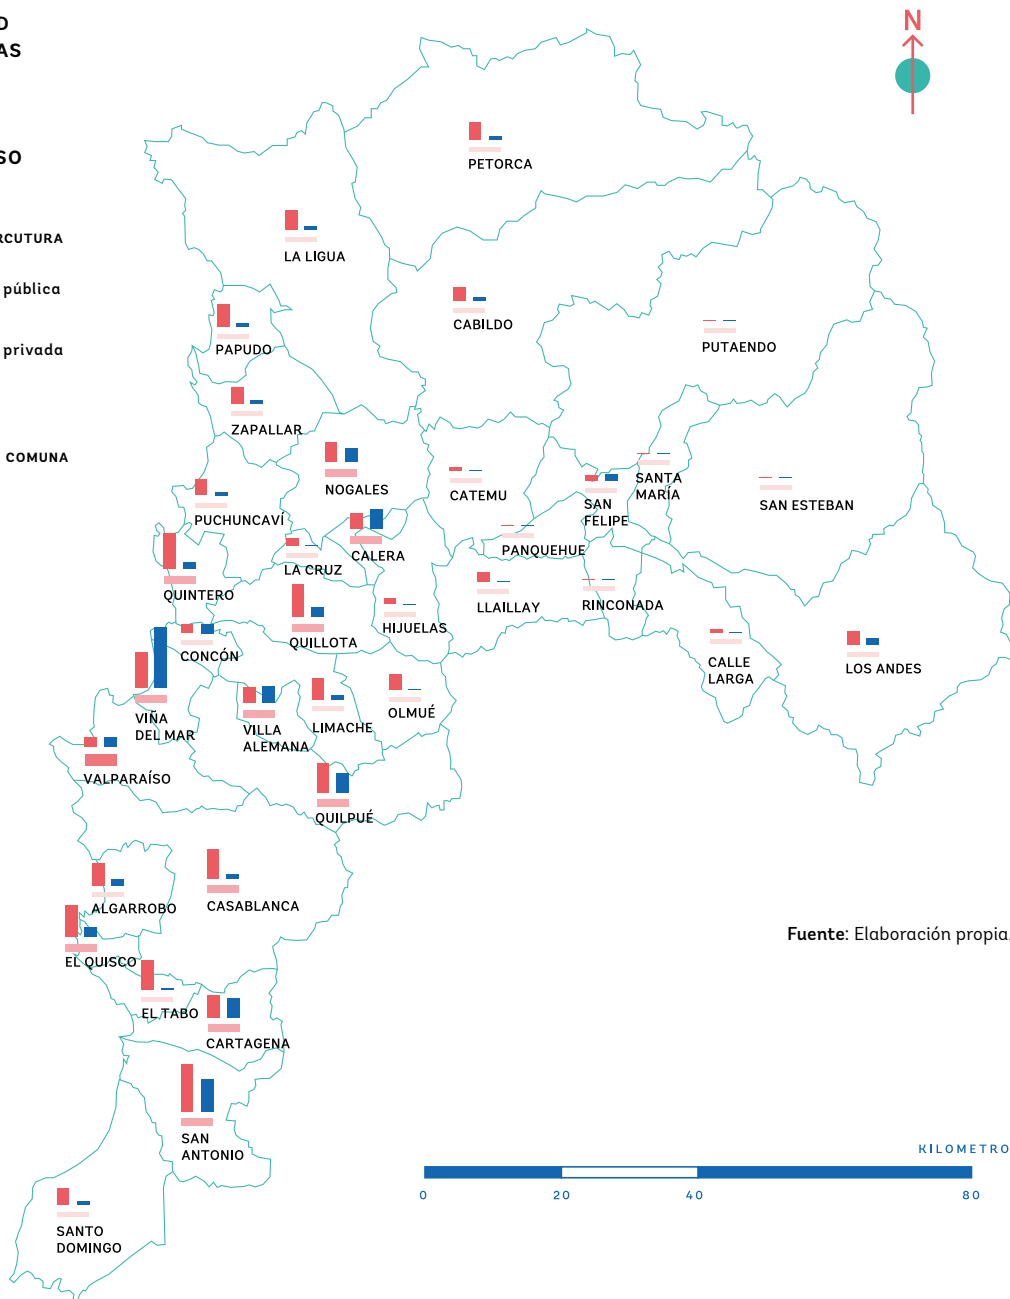 D
AS
N
SO
PETORCA
RCUTURA
LA LIGUA
pública
CABILDO
privada
PAPUDO
PUTAENDO
ZAPALLAR
COMUNA
NOGALES
CATEMU
SANTA
MARÍA
SAN ESTEBAN
PUCHUNCAVÍ
SAN
FELIPE
CALERA
PANQUEHUE
LA CRUZ
QUINTERO
LLAILLAY
RINCONADA
HIJUELAS
QUILLOTA
CONCÓN
CALLE
LARGA
LOS ANDES
VIÑA
DEL MAR
VILLA
ALEMANA
LIMACHE
OLMUÉ
VALPARAÍSO
QUILPUÉ
ALGARROBO
CASABLANCA
Fuente: Elaboración propia.
EL QUISCO
EL TABO
CARTAGENA
SAN
ANTONIO
KILOMETRO
0 20 40 80
SANTO
DOMINGO